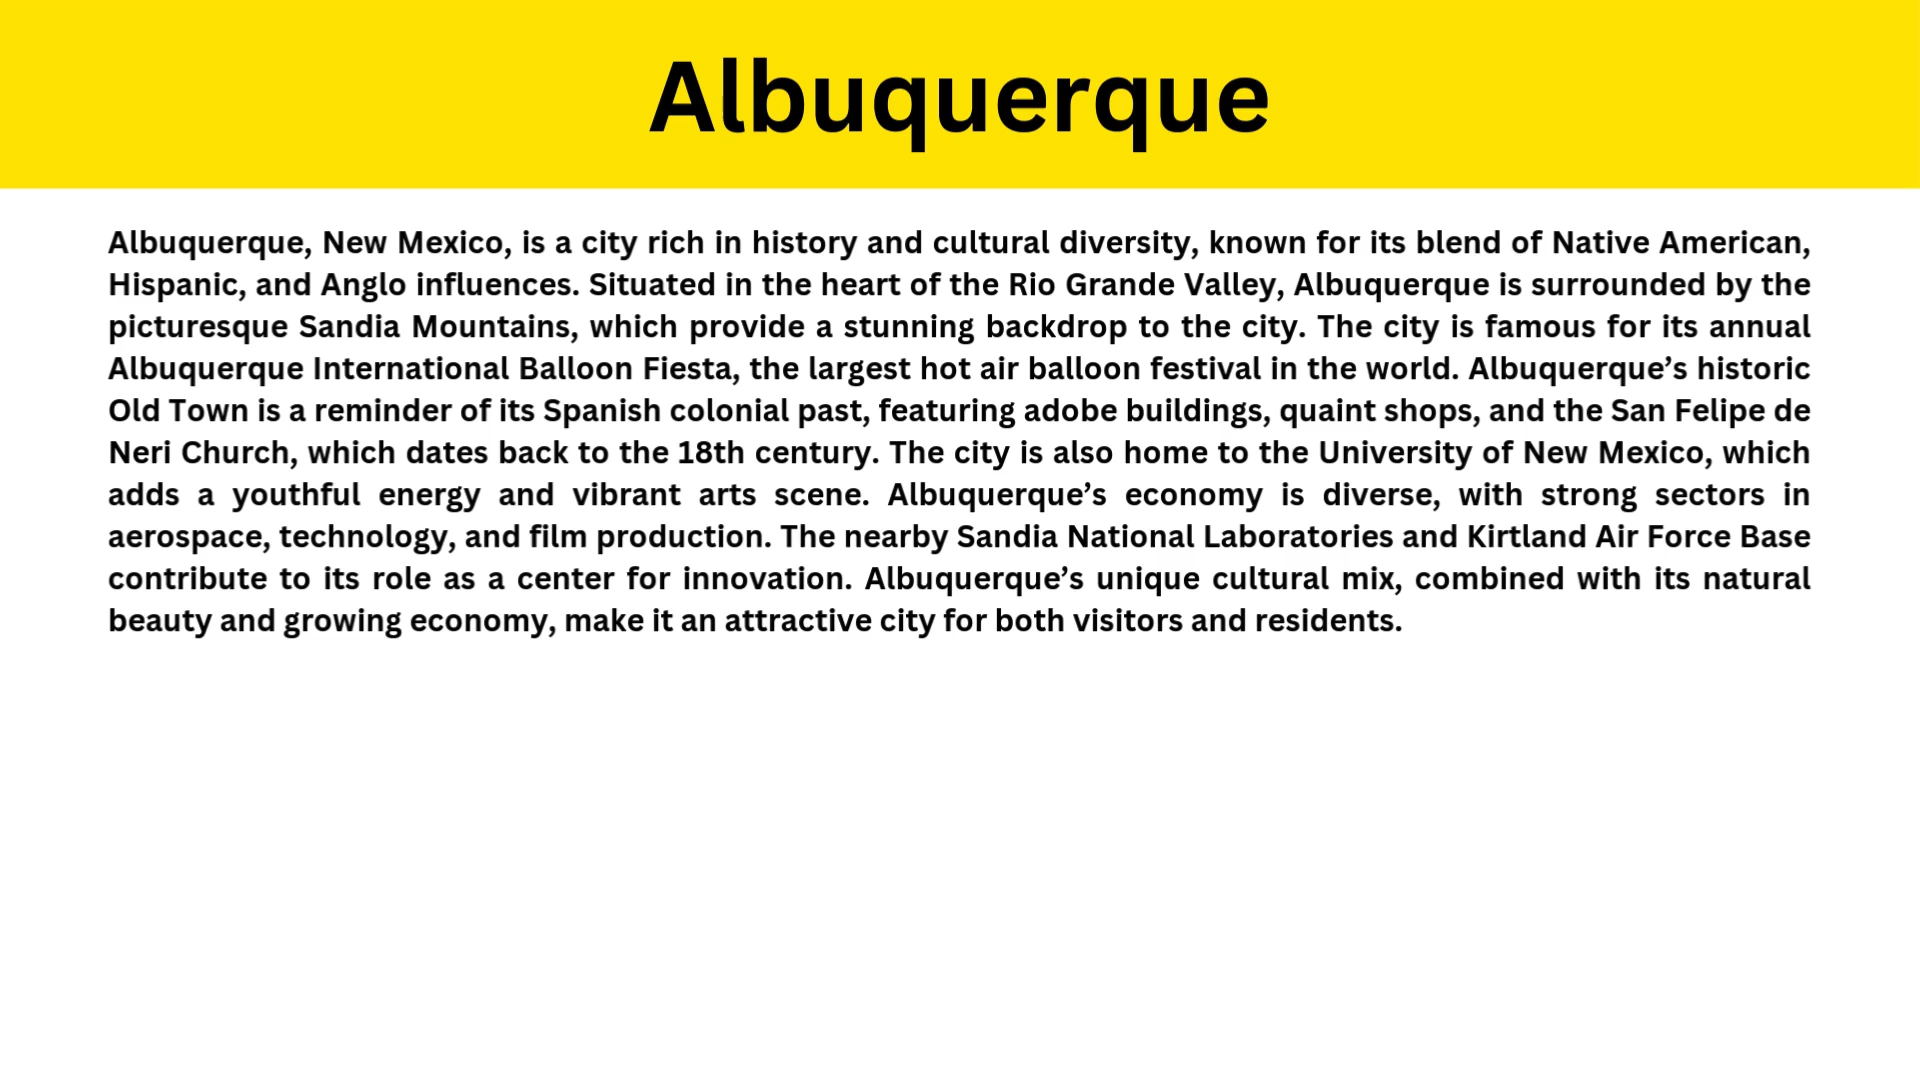 Albuquerque
Albuquerque, New Mexico, is a city rich in history and cultural diversity, known for its blend of Native American,
Hispanic, and Anglo influences. Situated in the heart of the Rio Grande Valley, Albuquerque is surrounded by the
picturesque Sandia Mountains, which provide a stunning backdrop to the city. The city is famous for its annual
Albuquerque International Balloon Fiesta, the largest hot air balloon festival in the world. Albuquerque’s historic
Old Town is a reminder of its Spanish colonial past, featuring adobe buildings, quaint shops, and the San Felipe de
Neri Church, which dates back to the 18th century. The city is also home to the University of New Mexico, which
adds a youthful energy and vibrant arts scene. Albuquerque’s economy is diverse, with strong sectors in
aerospace, technology, and film production. The nearby Sandia National Laboratories and Kirtland Air Force Base
contribute to its role as a center for innovation. Albuquerque’s unique cultural mix, combined with its natural
beauty and growing economy, make it an attractive city for both visitors and residents.